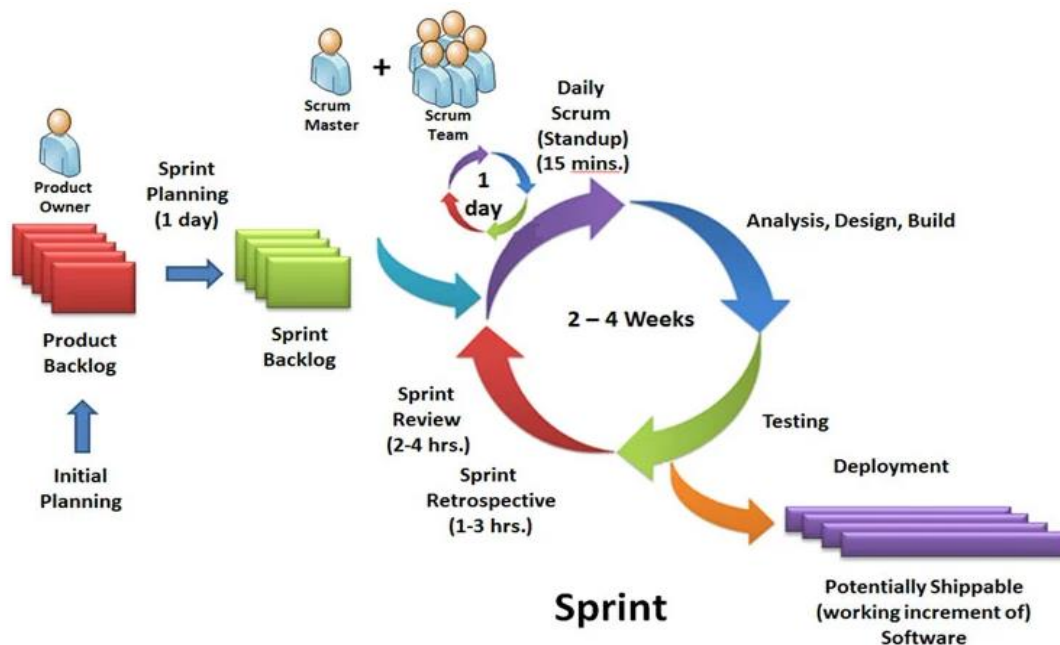 Scrum
Master
+
Scrum
Team
Daily
Scrum
(Standup)
(15 mins.)
1
day
Product
Owner
Sprint
Planning
(1 day)
Analysis, Design, Build
2 – 4 Weeks
Product
Backlog
Sprint
Backlog
Initial
Planning
Sprint
Review
(2-4 hrs.)
Sprint
Retrospective
(1-3 hrs.)
Testing
Deployment
Potentially Shippable
(working increment of)
Software
Sprint